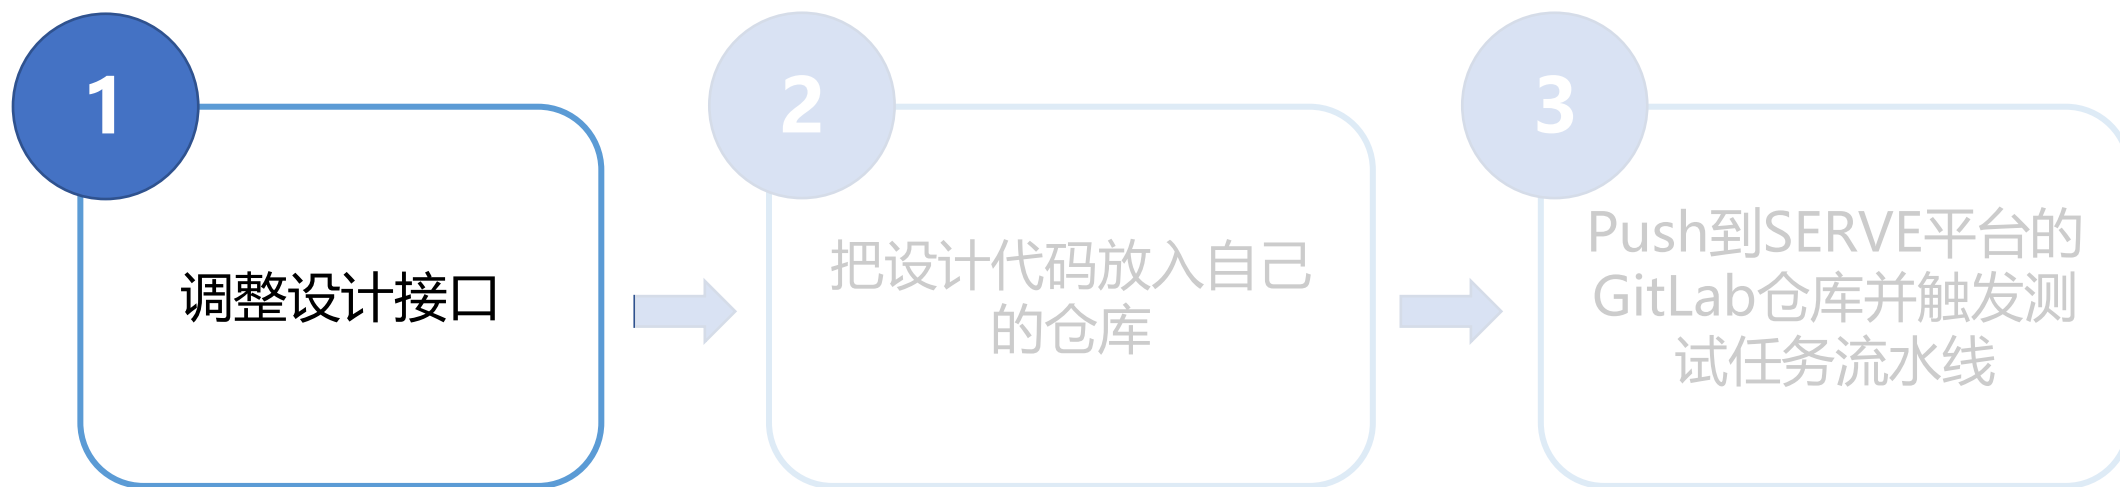 1
调整设计接口
2
把设计代码放入自己
的仓库
3
Push到SERVE平台的
GitLab仓库并触发测
试任务流水线